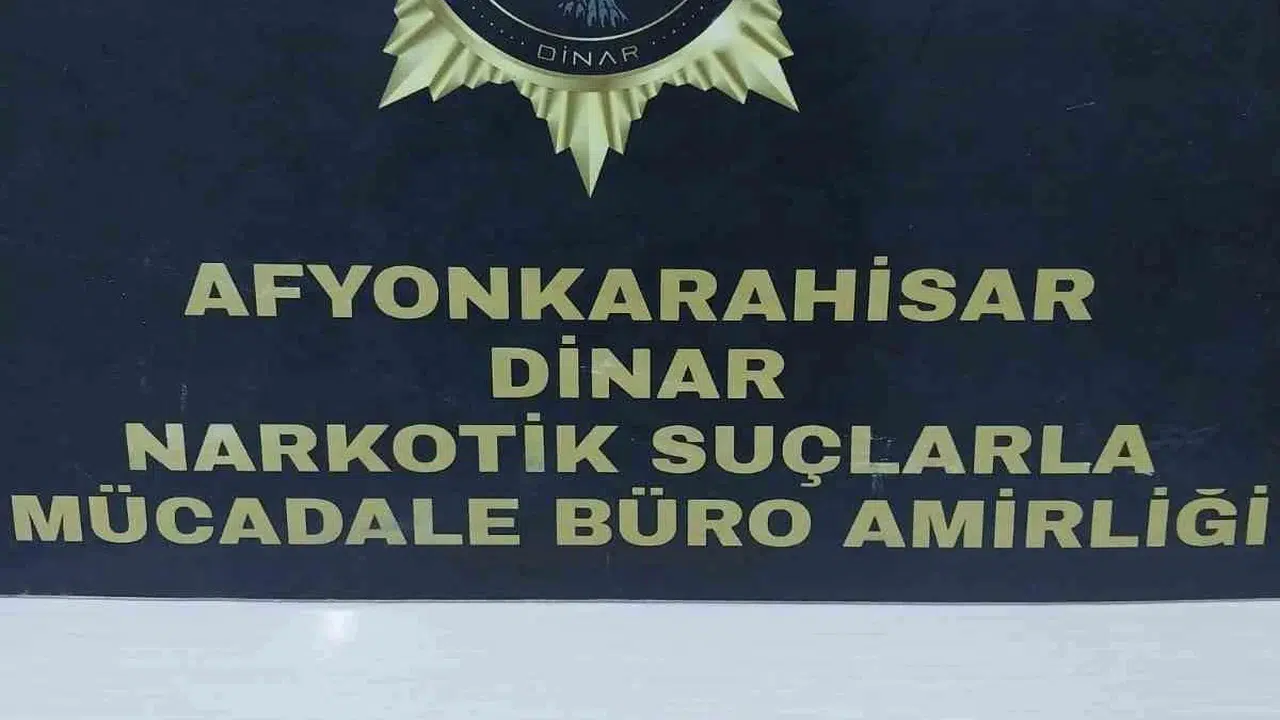 DİNAR
AFYONKARAHİSAR
DİNAR
NARKOTİK SUÇLARLA
MÜCADALE BÜRO AMİRLİĞİ